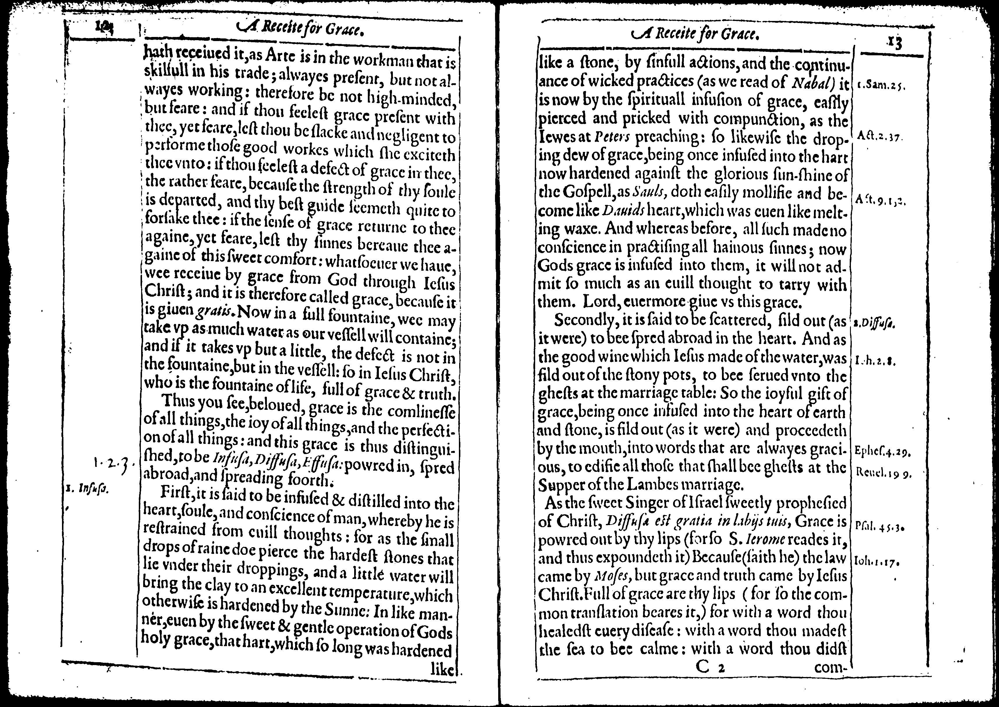 12
A Receite for Grace.
hath receiued it, as Arte is in the workman that is
skilfull in his trade; alwayes preſent, but not al-
wayes working: therefore be not high-minded,
but feare: and if thou feeleſt grace preſent with
thee, yet feare, leſt thou be ſlacke and negligent to
performe thoſe good workes which ſhe exciteth
thee vnto: if thou feeleſt a defect of grace in thee,
the rather feare, becauſe the ſtrength of thy ſoule
is departed, and thy beſt guide ſeemeth quite to
forſake thee: if the ſenſe of grace returne to thee
againe, yet feare, leſt thy ſinnes bereaue thee a-
gaine of this ſweet comfort: whatſoeuer we haue,
wee receiue by grace from God through Ieſus
Chriſt; and it is therefore called grace, becauſe it
is giuen gratis. Now in a full fountaine, wee may
take vp as much water as our veſſell will containe;
and if it takes vp but a little, the defect is not in
the fountaine, but in the veſſell: ſo in Ieſus Chriſt,
who is the fountaine of life, full of grace & truth.
Thus you ſee, beloued, grace is the comlineſſe
of all things, the ioy of all things, and the perfecti-
on of all things: and this grace is thus diſtingui-
1. 2. 3. ſhed, to be Infuſa, Diffuſa, Effuſa: powred in, ſpred
abroad, and ſpreading foorth.
1. Infuſa. Firſt, it is ſaid to be infuſed & diſtilled into the
heart, ſoule, and conſcience of man, whereby he is
reſtrained from euill thoughts: for as the ſmall
drops of raine doe pierce the hardeſt ſtones that
lie vnder their droppings, and a little water will
bring the clay to an excellent temperature, which
otherwiſe is hardened by the Sunne: In like man-
ner, euen by the ſweet & gentle operation of Gods
holy grace, that hart, which ſo long was hardened
like
A Receite for Grace.
13
like a ſtone, by ſinfull actions, and the continu-
ance of wicked practices (as we read of Nabal) it 1.Sam.25.
is now by the ſpirituall infuſion of grace, eaſily
pierced and pricked with compunction, as the
Iewes at Peters preaching: ſo likewiſe the drop- Act.2.37.
ing dew of grace, being once infuſed into the hart
now hardened againſt the glorious ſun-ſhine of
the Goſpell, as Sauls, doth eaſily mollifie and be- Act.9.1,2.
come like Dauids heart, which was euen like melt-
ing waxe. And whereas before, all ſuch made no
conſcience in practiſing all hainous ſinnes; now
Gods grace is infuſed into them, it will not ad-
mit ſo much as an euill thought to tarry with
them. Lord, euermore giue vs this grace.
Secondly, it is ſaid to be ſcattered, fild out (as 2.Diffuſa.
it were) to bee ſpred abroad in the heart. And as
the good wine which Ieſus made of the water, was Ioh.2.8.
fild out of the ſtony pots, to bee ſerued vnto the
gheſts at the marriage table: So the ioyful gift of
grace, being once infuſed into the heart of earth
and ſtone, is fild out (as it were) and proceedeth
by the mouth, into words that are alwayes graci- Epheſ.4.29.
ous, to edifie all thoſe that ſhall bee gheſts at the Reuel.19 9.
Supper of the Lambes marriage.
As the ſweet Singer of Iſrael ſweetly propheſied
of Chriſt, Diffuſa eſt gratia in labijs tuis, Grace is Pſal. 45.3.
powred out by thy lips (for ſo S. Ierome reades it,
and thus expoundeth it) Becauſe (ſaith he) the law Ioh.1.17.
came by Moſes, but grace and truth came by Ieſus
Chriſt. Full of grace are thy lips (for ſo the com-
mon tranſlation beares it,) for with a word thou
healedſt euery diſeaſe: with a word thou madeſt
the ſea to bee calme: with a word thou didſt
C 2 com-